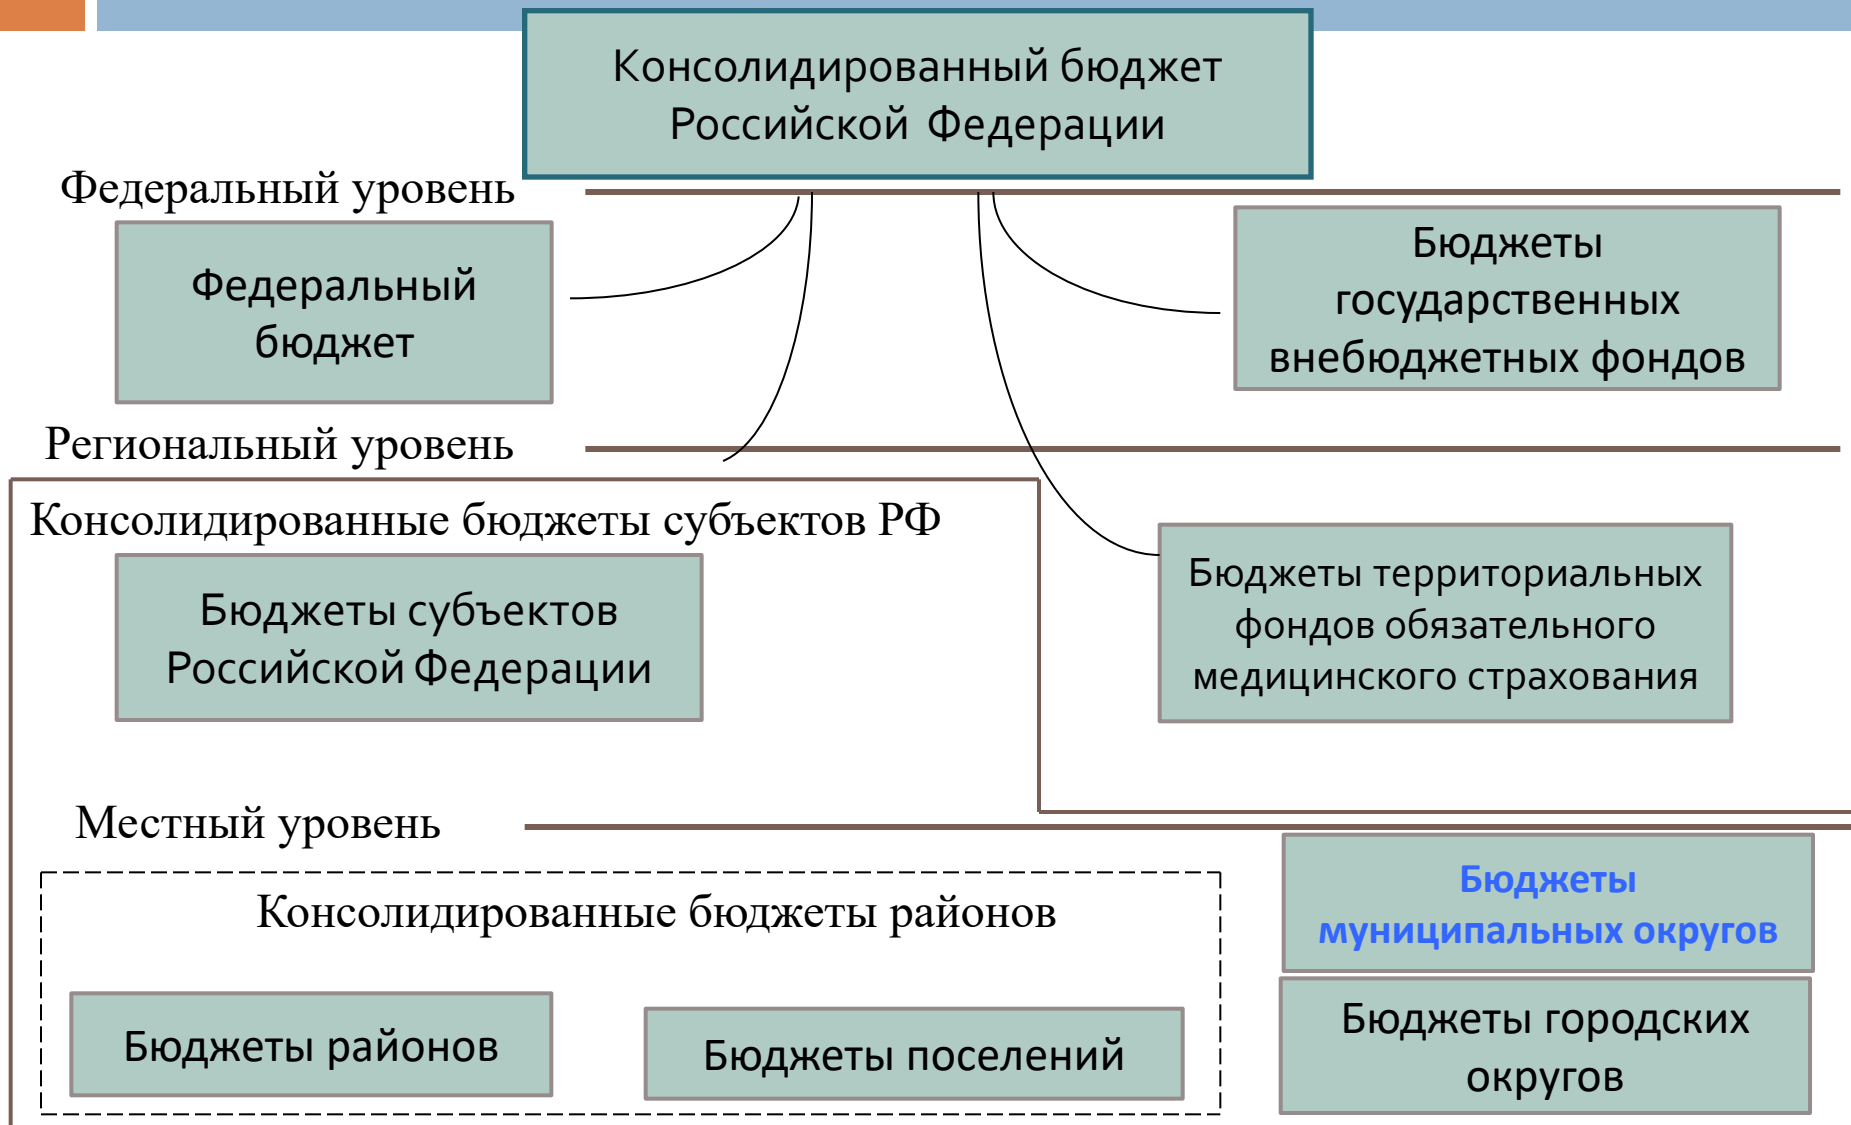 Консолидированный бюджет
Российской Федерации
Федеральный уровень
Федеральный
бюджет
Бюджеты
государственных
внебюджетных фондов
Региональный уровень
Консолидированные бюджеты субъектов РФ
Бюджеты субъектов
Российской Федерации
Бюджеты территориальных
фондов обязательного
медицинского страхования
Местный уровень
Консолидированные бюджеты районов
Бюджеты районов
Бюджеты поселений
Бюджеты
муниципальных округов
Бюджеты городских
округов